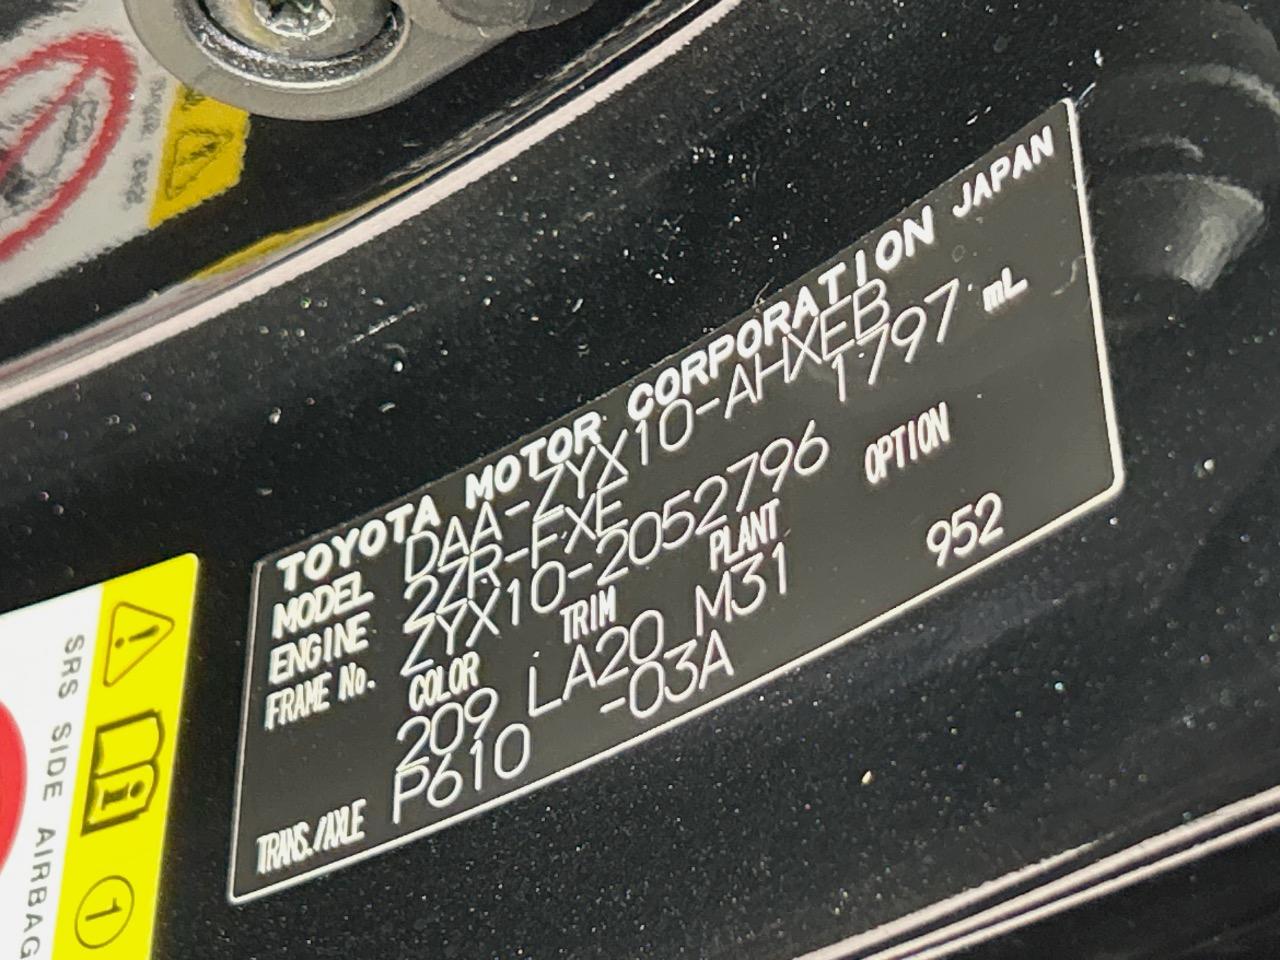 TOYOTA MOTOR CORPORATION JAPAN
MODEL DAA-ZYX10-AHXEB
ENGINE 2ZR-FXE 1797 mL
FRAME No. ZYX10-2052796
COLOR TRIM PLANT OPTION
209 LA20 M31 952
TRANS./AXLE P610 -03A
SRS SIDE AIRBAG
1